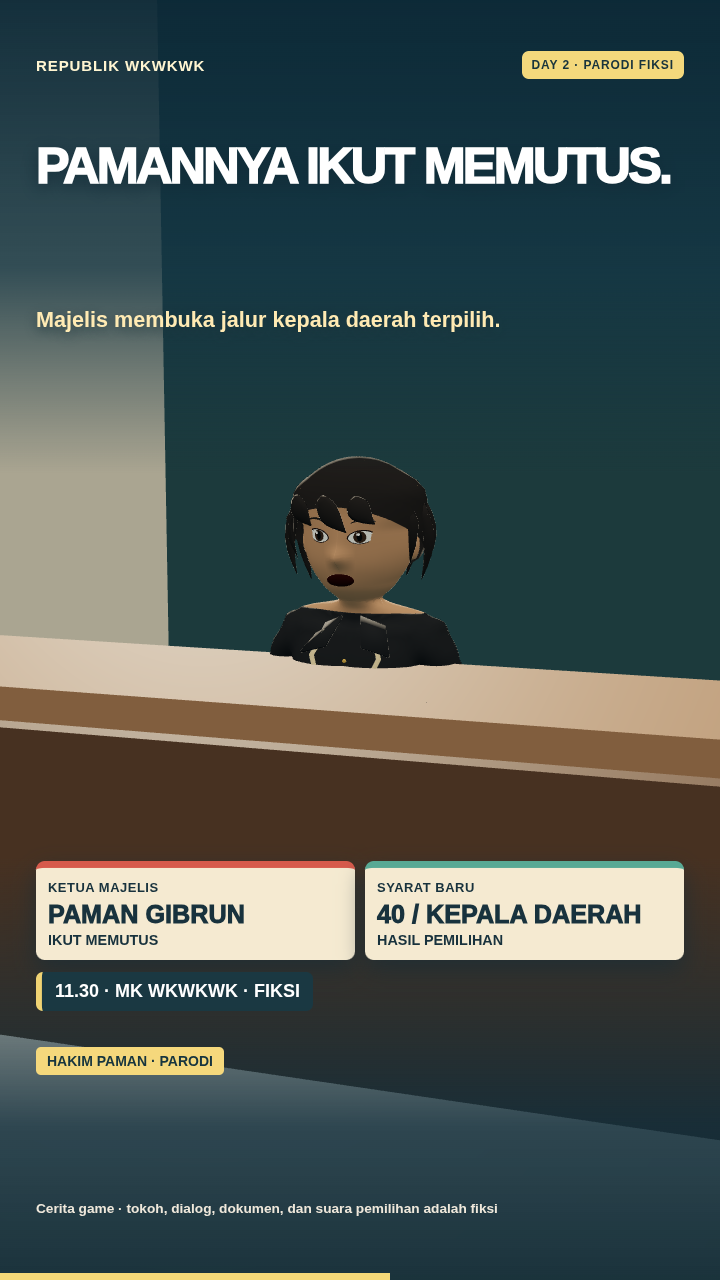 REPUBLIK WKWKWK
DAY 2 · PARODI FIKSI
PAMANNYA IKUT MEMUTUS.
Majelis membuka jalur kepala daerah terpilih.
KETUA MAJELIS
PAMAN GIBRUN
IKUT MEMUTUS
SYARAT BARU
40 / KEPALA DAERAH
HASIL PEMILIHAN
11.30 · MK WKWKWK · FIKSI
HAKIM PAMAN · PARODI
Cerita game · tokoh, dialog, dokumen, dan suara pemilihan adalah fiksi